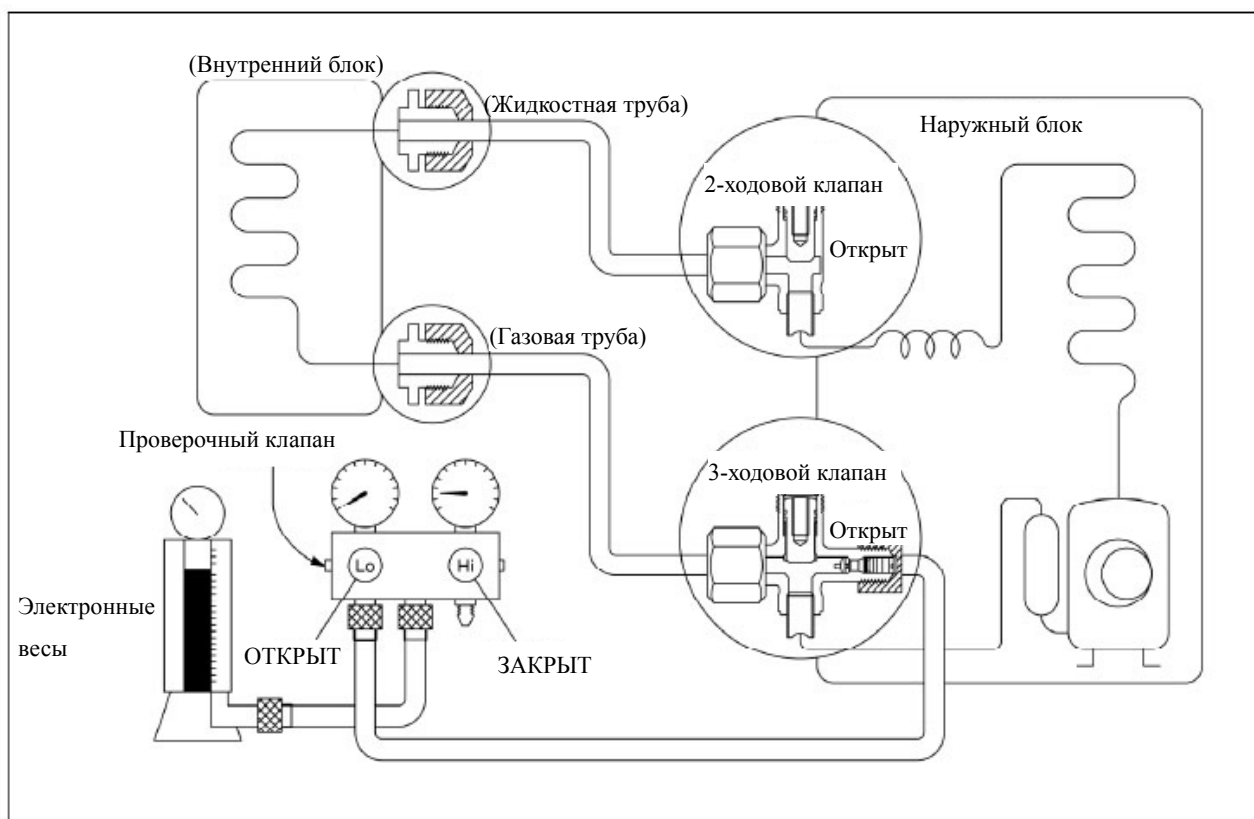 (Внутренний блок)
(Жидкостная труба)
Наружный блок
2-ходовой клапан
Открыт
(Газовая труба)
Проверочный клапан
3-ходовой клапан
Открыт
Lo
Hi
Электронные
весы
ОТКРЫТ
ЗАКРЫТ